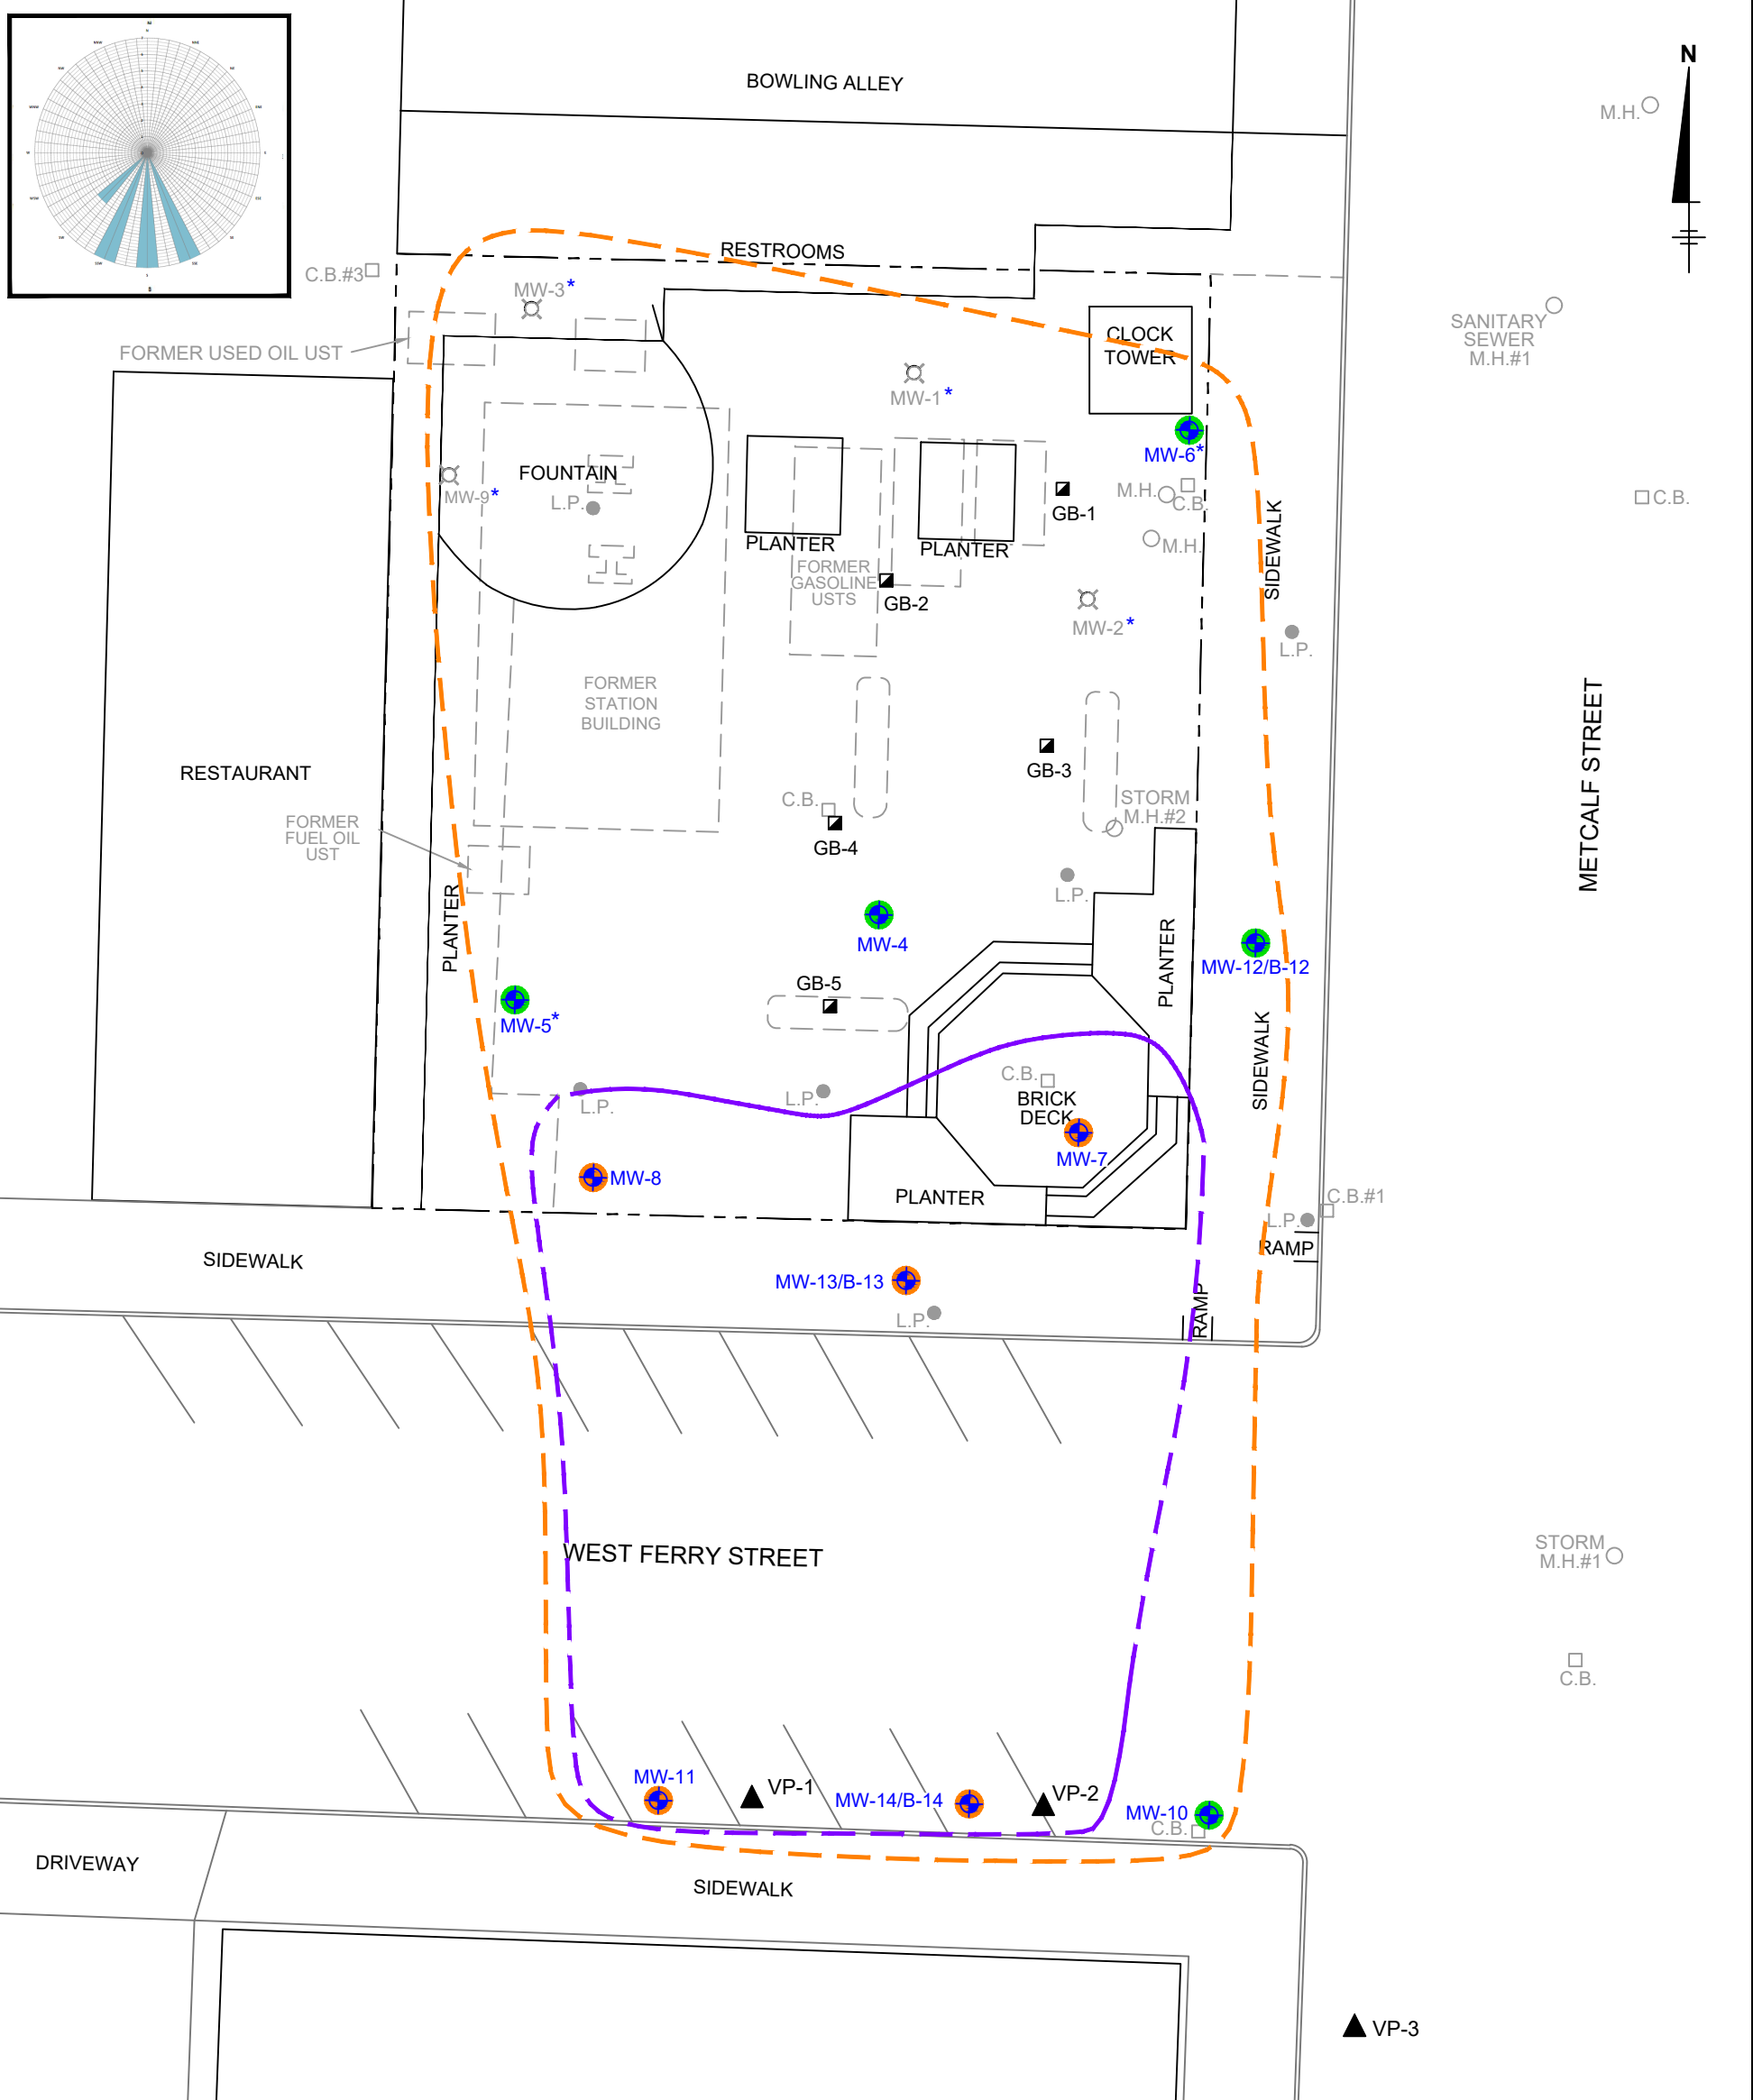 N
BOWLING ALLEY
M.H.
RESTROOMS
C.B.#3
MW-3*
FORMER USED OIL UST
CLOCK
TOWER
SANITARY
SEWER
M.H.#1
MW-1*
MW-6*
FOUNTAIN
MW-9*
L.P.
M.H.
C.B.
C.B.
GB-1
PLANTER
PLANTER
M.H.
SIDEWALK
FORMER
GASOLINE
USTS
GB-2
MW-2*
L.P.
FORMER
STATION
BUILDING
METCALF STREET
RESTAURANT
GB-3
C.B.
STORM
M.H.#2
FORMER
FUEL OIL
UST
GB-4
L.P.
PLANTER
MW-4
PLANTER
MW-12/B-12
GB-5
MW-5*
SIDEWALK
L.P.
L.P.
C.B.
BRICK
DECK
MW-7
MW-8
PLANTER
C.B.#1
L.P.
RAMP
SIDEWALK
MW-13/B-13
L.P.
RAMP
WEST FERRY STREET
STORM
M.H.#1
C.B.
MW-11
VP-1
MW-14/B-14
VP-2
MW-10
C.B.
DRIVEWAY
SIDEWALK
VP-3